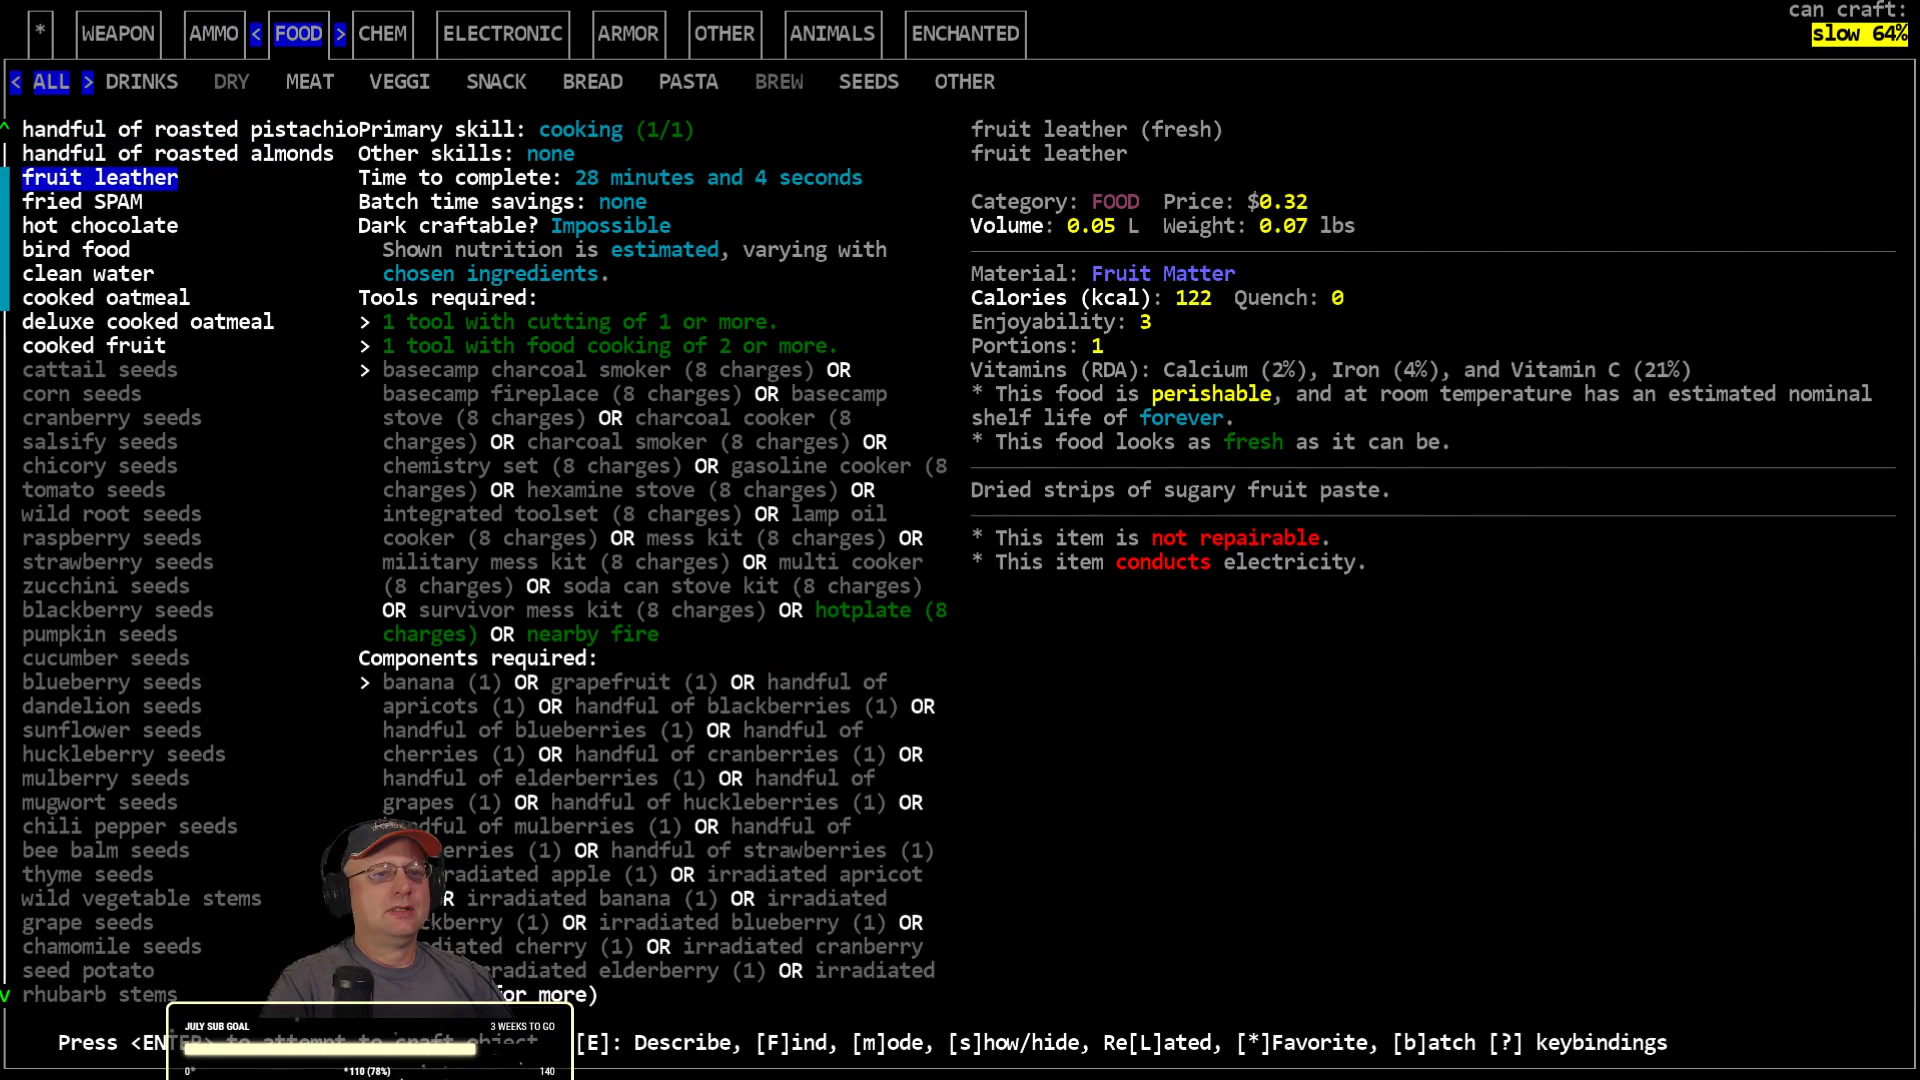 * WEAPON AMMO < FOOD > CHEM ELECTRONIC ARMOR OTHER ANIMALS ENCHANTED
can craft:
slow 64%
< ALL > DRINKS DRY MEAT VEGGI SNACK BREAD PASTA BREW SEEDS OTHER
^
handful of roasted pistachio
handful of roasted almonds
fruit leather
fried SPAM
hot chocolate
bird food
clean water
cooked oatmeal
deluxe cooked oatmeal
cooked fruit
cattail seeds
corn seeds
cranberry seeds
salsify seeds
chicory seeds
tomato seeds
wild root seeds
raspberry seeds
strawberry seeds
zucchini seeds
blackberry seeds
pumpkin seeds
cucumber seeds
blueberry seeds
dandelion seeds
sunflower seeds
huckleberry seeds
mulberry seeds
mugwort seeds
chili pepper seeds
bee balm seeds
thyme seeds
wild vegetable stems
grape seeds
chamomile seeds
seed potato
v rhubarb stems
Primary skill: cooking (1/1)
Other skills: none
Time to complete: 28 minutes and 4 seconds
Batch time savings: none
Dark craftable? Impossible
Shown nutrition is estimated, varying with
chosen ingredients.
Tools required:
> 1 tool with cutting of 1 or more.
> 1 tool with food cooking of 2 or more.
> basecamp charcoal smoker (8 charges) OR
basecamp fireplace (8 charges) OR basecamp
stove (8 charges) OR charcoal cooker (8
charges) OR charcoal smoker (8 charges) OR
chemistry set (8 charges) OR gasoline cooker (8
charges) OR hexamine stove (8 charges) OR
integrated toolset (8 charges) OR lamp oil
cooker (8 charges) OR mess kit (8 charges) OR
military mess kit (8 charges) OR multi cooker
(8 charges) OR soda can stove kit (8 charges)
OR survivor mess kit (8 charges) OR hotplate (8
charges) OR nearby fire
Components required:
> banana (1) OR grapefruit (1) OR handful of
apricots (1) OR handful of blackberries (1) OR
handful of blueberries (1) OR handful of
cherries (1) OR handful of cranberries (1) OR
handful of elderberries (1) OR handful of
grapes (1) OR handful of huckleberries (1) OR
ndful of mulberries (1) OR handful of
erries (1) OR handful of strawberries (1)
radiated apple (1) OR irradiated apricot
R irradiated banana (1) OR irradiated
ckberry (1) OR irradiated blueberry (1) OR
diated cherry (1) OR irradiated cranberry
radiated elderberry (1) OR irradiated
for more)
fruit leather (fresh)
fruit leather
Category: FOOD Price: $0.32
Volume: 0.05 L Weight: 0.07 lbs
Material: Fruit Matter
Calories (kcal): 122 Quench: 0
Enjoyability: 3
Portions: 1
Vitamins (RDA): Calcium (2%), Iron (4%), and Vitamin C (21%)
* This food is perishable, and at room temperature has an estimated nominal
shelf life of forever.
* This food looks as fresh as it can be.
Dried strips of sugary fruit paste.
* This item is not repairable.
* This item conducts electricity.
Press <ENTER> to attempt to craft object [E]: Describe, [F]ind, [m]ode, [s]how/hide, Re[L]ated, [*]Favorite, [b]atch [?] keybindings
JULY SUB GOAL 3 WEEKS TO GO
0 110 (78%) 140